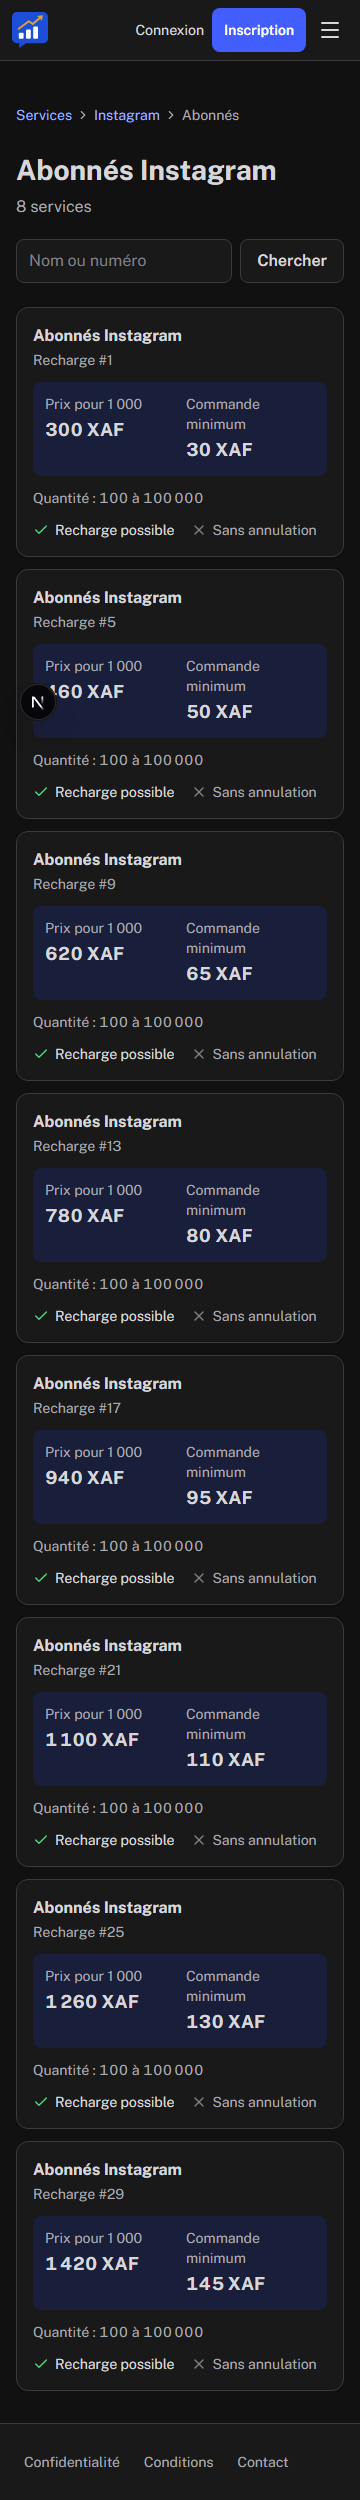 Connexion
Inscription
Services > Instagram > Abonnés
Abonnés Instagram
8 services
Nom ou numéro
Chercher
Abonnés Instagram
Recharge #1
Prix pour 1 000
300 XAF
Commande
minimum
30 XAF
Quantité : 100 à 100 000
Recharge possible
Sans annulation
Abonnés Instagram
Recharge #5
Prix pour 1 000
460 XAF
Commande
minimum
50 XAF
Quantité : 100 à 100 000
Recharge possible
Sans annulation
Abonnés Instagram
Recharge #9
Prix pour 1 000
620 XAF
Commande
minimum
65 XAF
Quantité : 100 à 100 000
Recharge possible
Sans annulation
Abonnés Instagram
Recharge #13
Prix pour 1 000
780 XAF
Commande
minimum
80 XAF
Quantité : 100 à 100 000
Recharge possible
Sans annulation
Abonnés Instagram
Recharge #17
Prix pour 1 000
940 XAF
Commande
minimum
95 XAF
Quantité : 100 à 100 000
Recharge possible
Sans annulation
Abonnés Instagram
Recharge #21
Prix pour 1 000
1 100 XAF
Commande
minimum
110 XAF
Quantité : 100 à 100 000
Recharge possible
Sans annulation
Abonnés Instagram
Recharge #25
Prix pour 1 000
1 260 XAF
Commande
minimum
130 XAF
Quantité : 100 à 100 000
Recharge possible
Sans annulation
Abonnés Instagram
Recharge #29
Prix pour 1 000
1 420 XAF
Commande
minimum
145 XAF
Quantité : 100 à 100 000
Recharge possible
Sans annulation
Confidentialité
Conditions
Contact